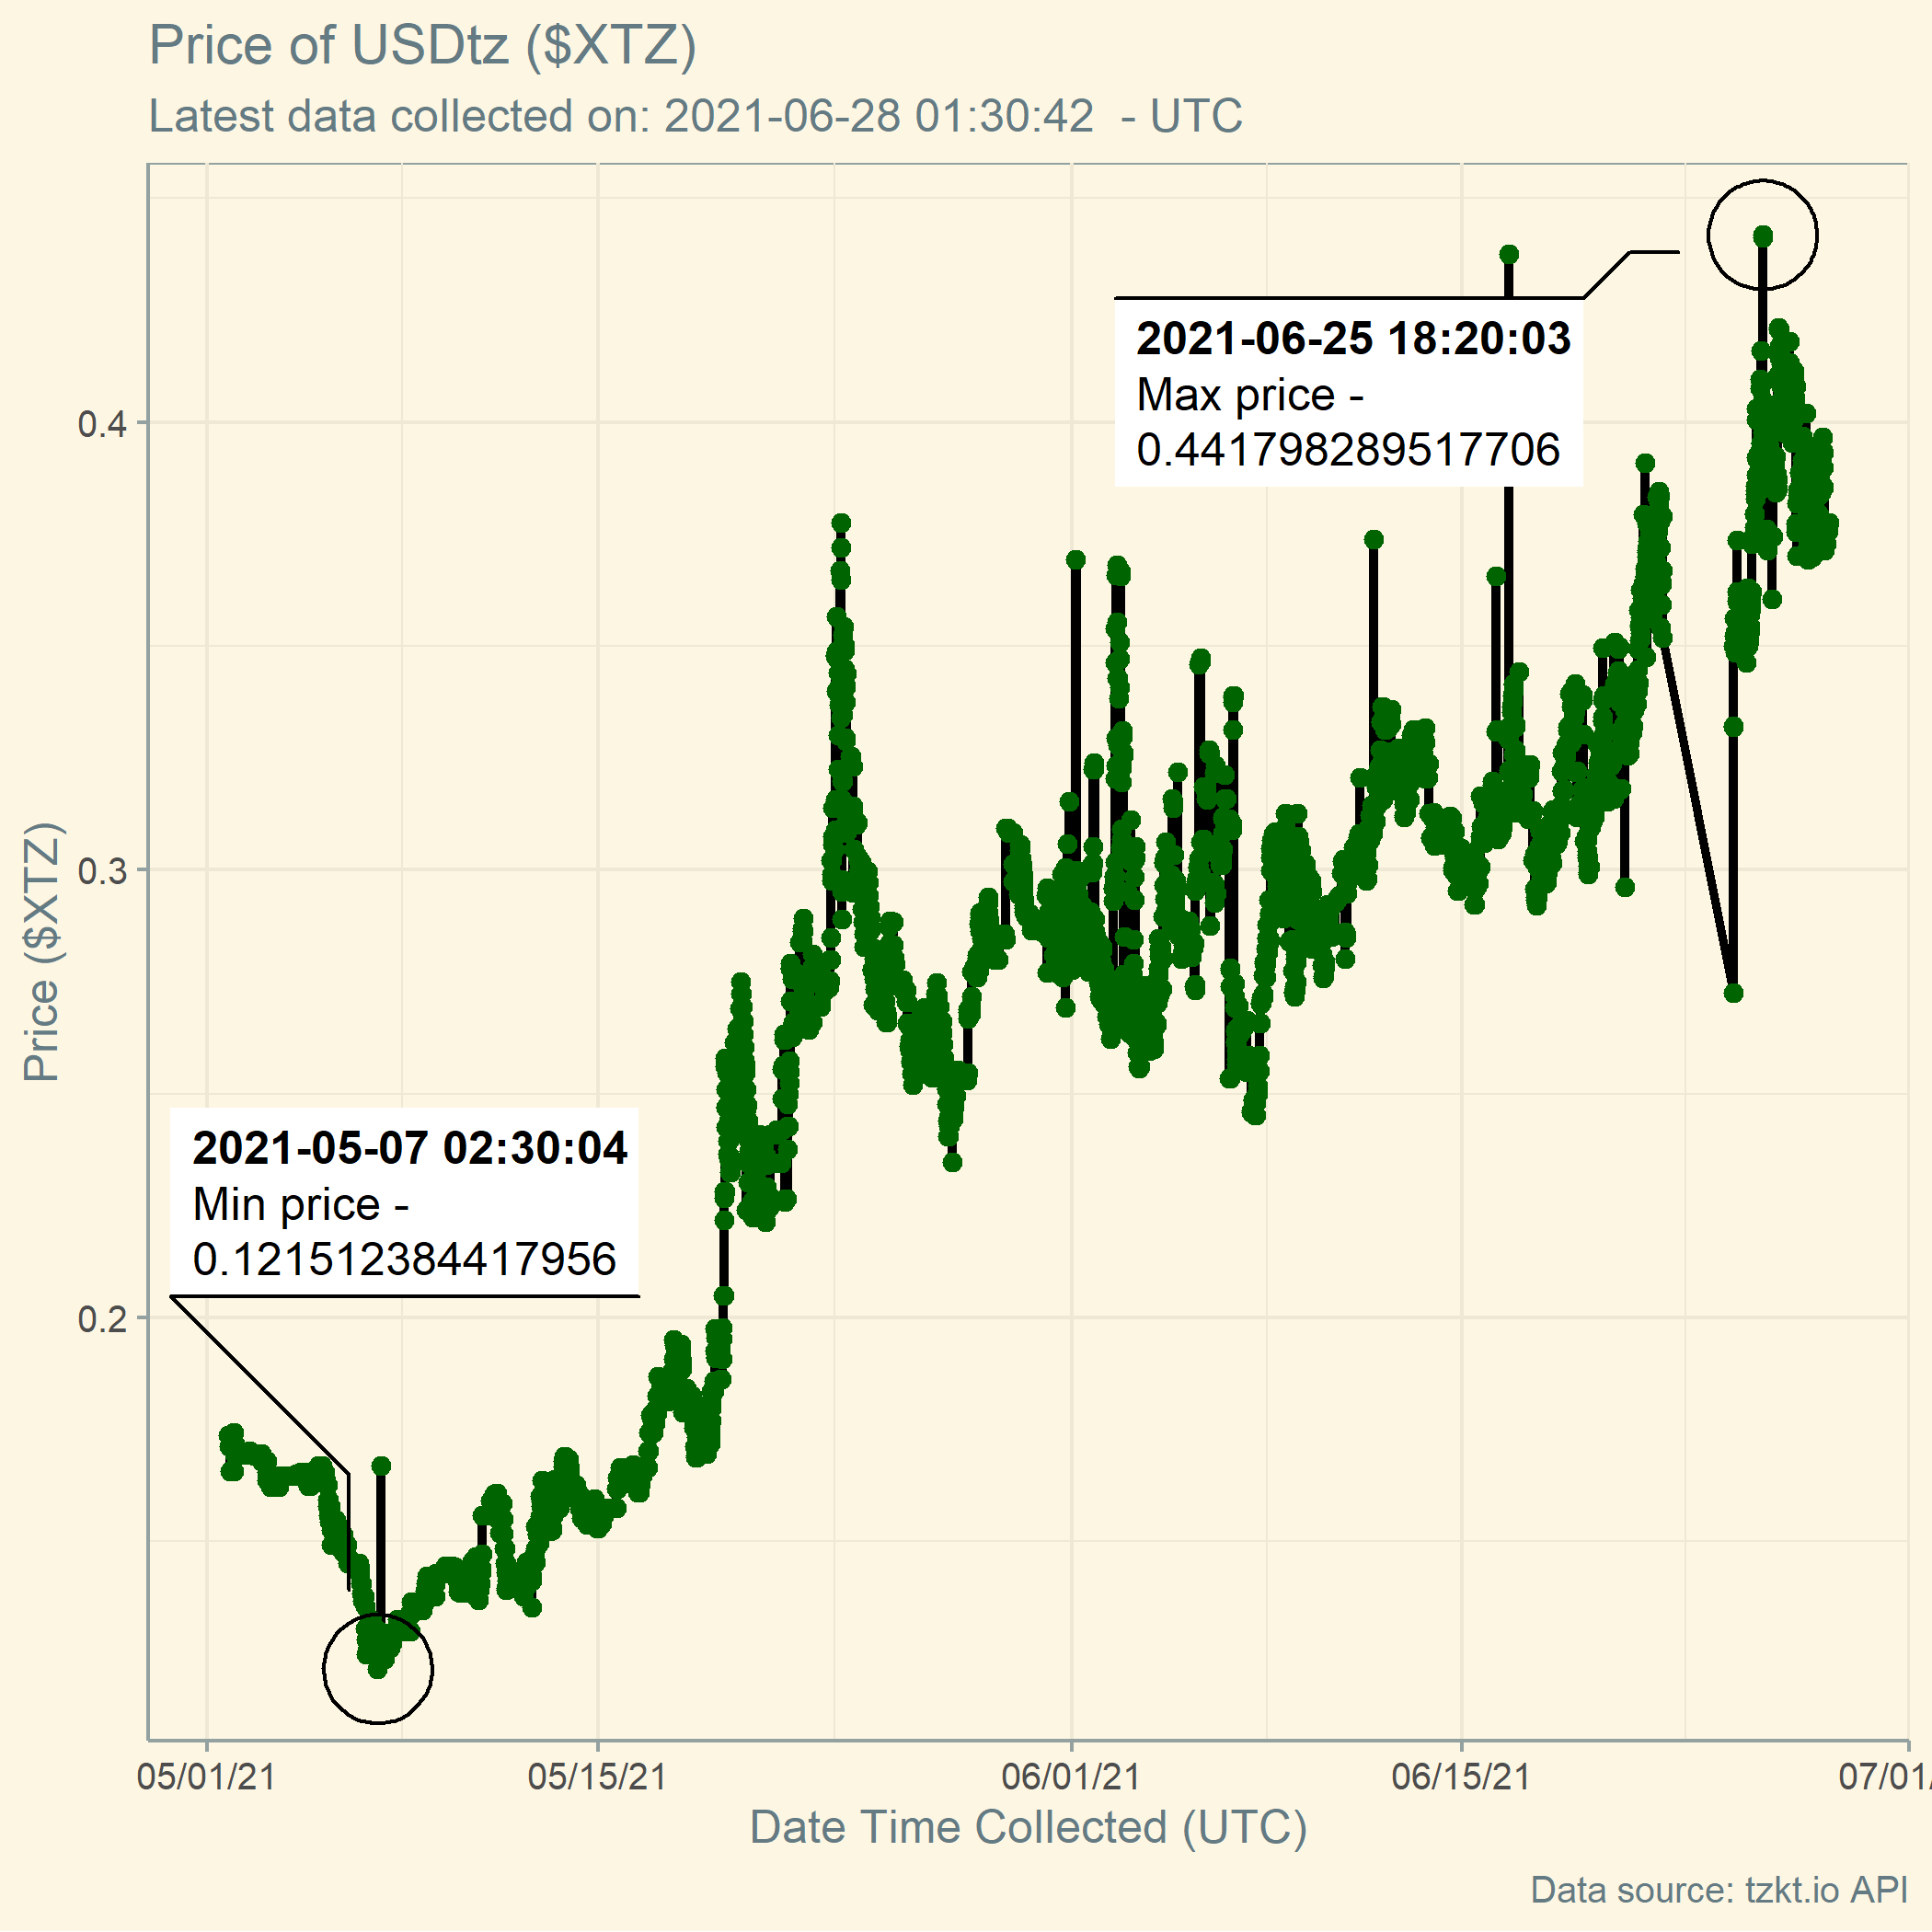 Price of USDtz ($XTZ)
Latest data collected on: 2021-06-28 01:30:42  - UTC
2021-06-25 18:20:03
Max price -
0.441798289517706
0.4
0.3
Price ($XTZ)
2021-05-07 02:30:04
Min price -
0.121512384417956
0.2
05/01/21
05/15/21
06/01/21
06/15/21
07/01/
Date Time Collected (UTC)
Data source: tzkt.io API